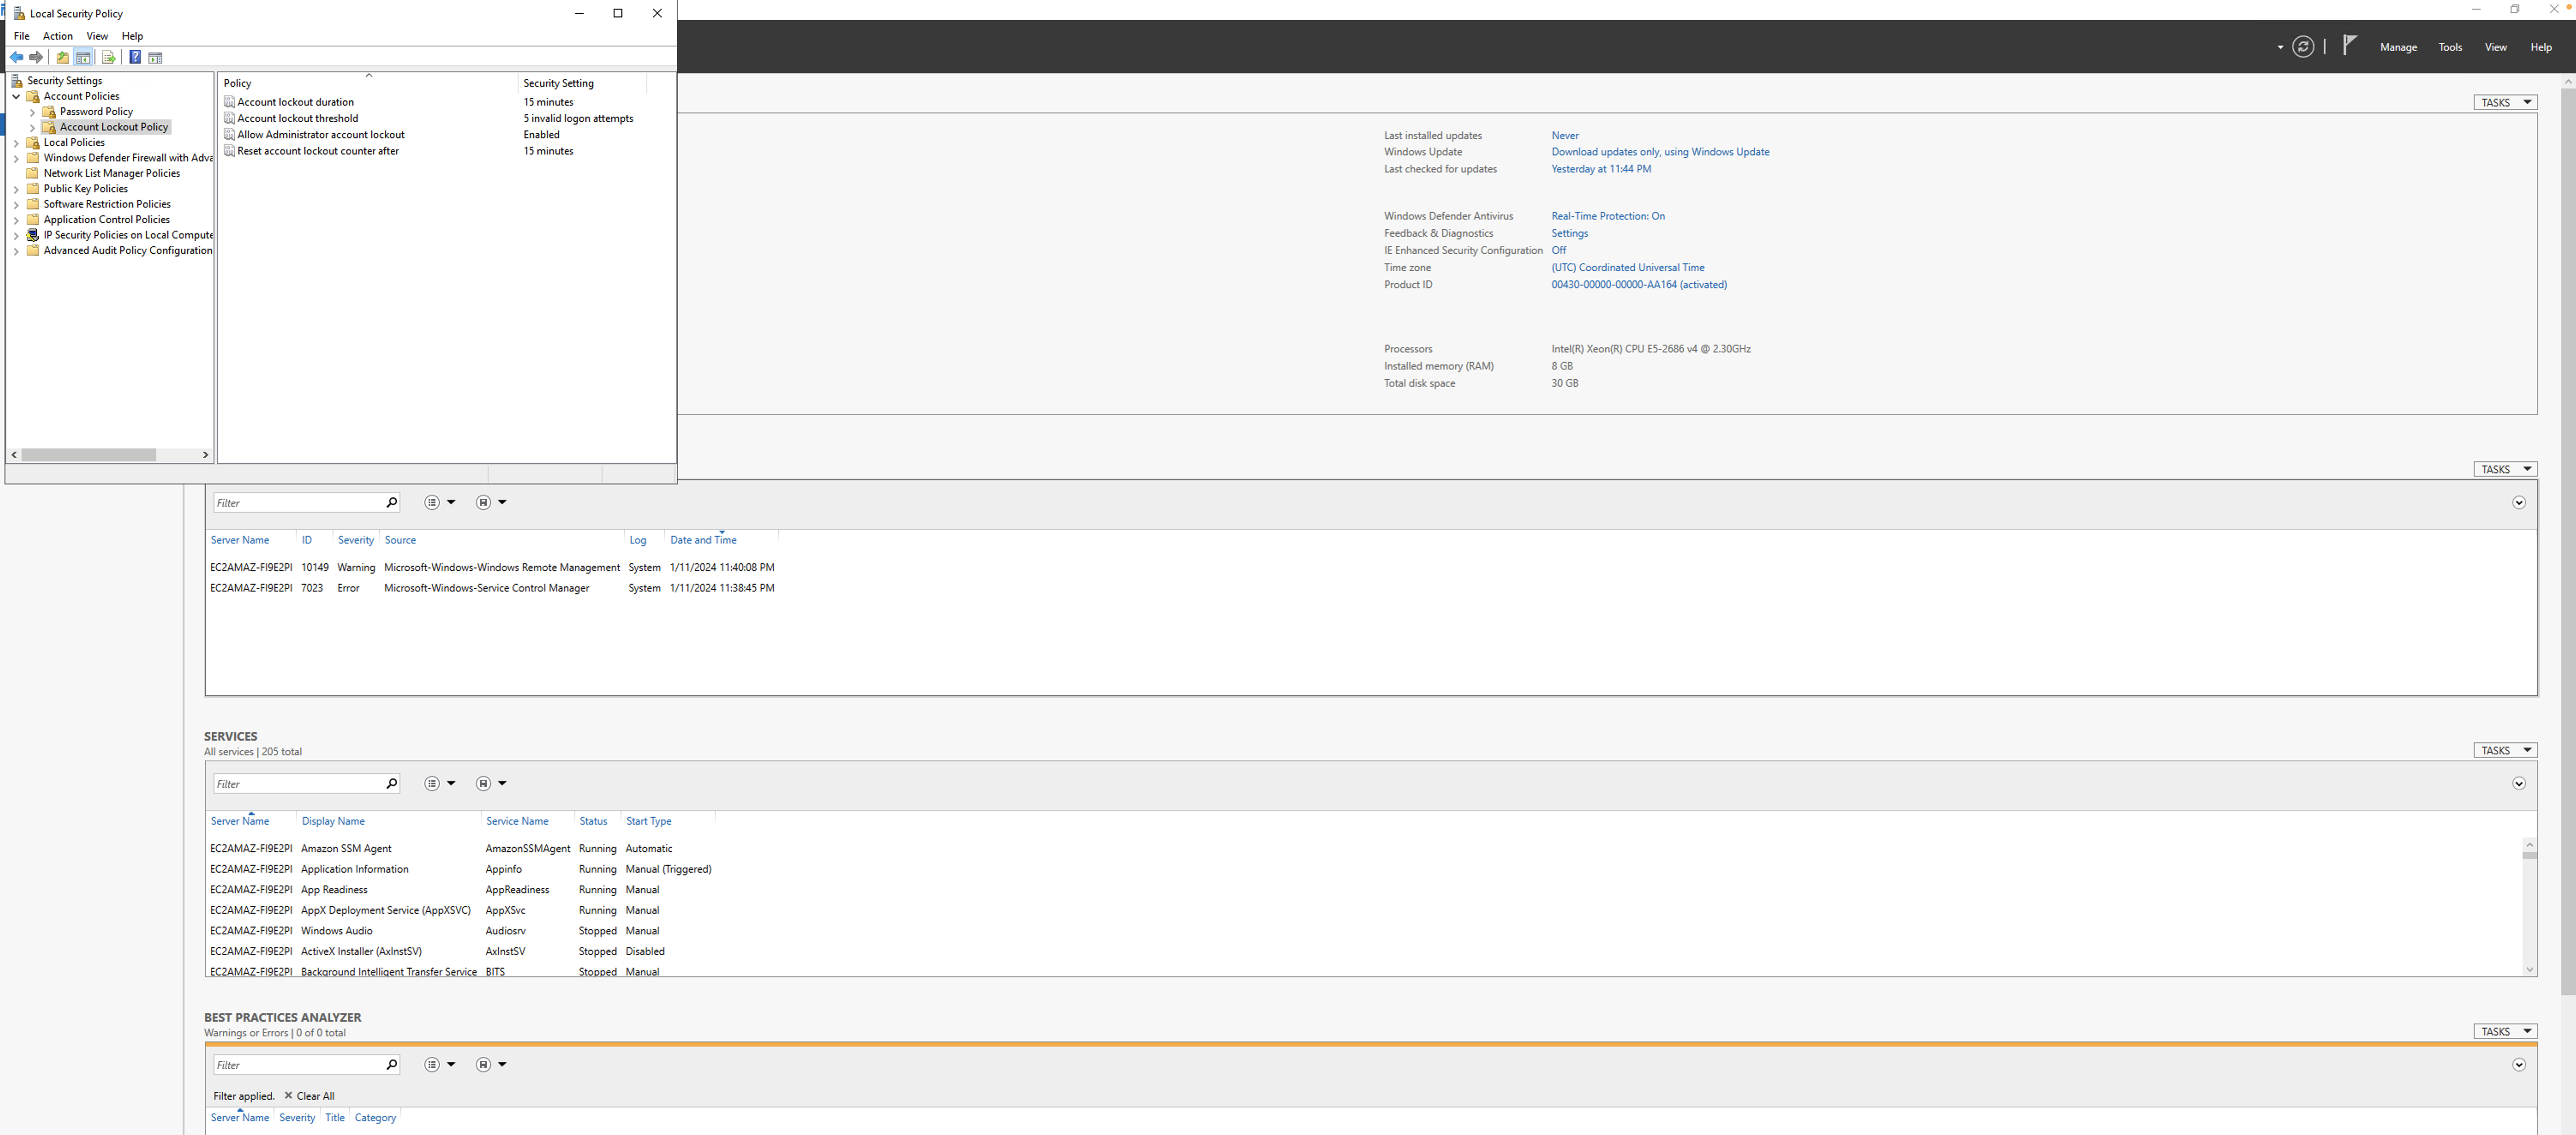 Local Security Policy
File Action View Help
Manage Tools View Help
Security Settings
Account Policies
Password Policy
Account Lockout Policy
Local Policies
Windows Defender Firewall with Adva
Network List Manager Policies
Public Key Policies
Software Restriction Policies
Application Control Policies
IP Security Policies on Local Compute
Advanced Audit Policy Configuration
Policy Security Setting
Account lockout duration 15 minutes
Account lockout threshold 5 invalid logon attempts
Allow Administrator account lockout Enabled
Reset account lockout counter after 15 minutes
TASKS
Last installed updates Never
Windows Update Download updates only, using Windows Update
Last checked for updates Yesterday at 11:44 PM
Windows Defender Antivirus Real-Time Protection: On
Feedback & Diagnostics Settings
IE Enhanced Security Configuration Off
Time zone (UTC) Coordinated Universal Time
Product ID 00430-00000-00000-AA164 (activated)
Processors Intel(R) Xeon(R) CPU E5-2686 v4 @ 2.30GHz
Installed memory (RAM) 8 GB
Total disk space 30 GB
TASKS
Filter
Server Name ID Severity Source Log Date and Time
EC2AMAZ-FI9E2PI 10149 Warning Microsoft-Windows-Windows Remote Management System 1/11/2024 11:40:08 PM
EC2AMAZ-FI9E2PI 7023 Error Microsoft-Windows-Service Control Manager System 1/11/2024 11:38:45 PM
SERVICES
All services | 205 total
TASKS
Filter
Server Name Display Name Service Name Status Start Type
EC2AMAZ-FI9E2PI Amazon SSM Agent AmazonSSMAgent Running Automatic
EC2AMAZ-FI9E2PI Application Information Appinfo Running Manual (Triggered)
EC2AMAZ-FI9E2PI App Readiness AppReadiness Running Manual
EC2AMAZ-FI9E2PI AppX Deployment Service (AppXSVC) AppXSvc Running Manual
EC2AMAZ-FI9E2PI Windows Audio Audiosrv Stopped Manual
EC2AMAZ-FI9E2PI ActiveX Installer (AxInstSV) AxInstSV Stopped Disabled
EC2AMAZ-FI9E2PI Background Intelligent Transfer Service BITS Stopped Manual
BEST PRACTICES ANALYZER
Warnings or Errors | 0 of 0 total
TASKS
Filter
Filter applied. Clear All
Server Name Severity Title Category